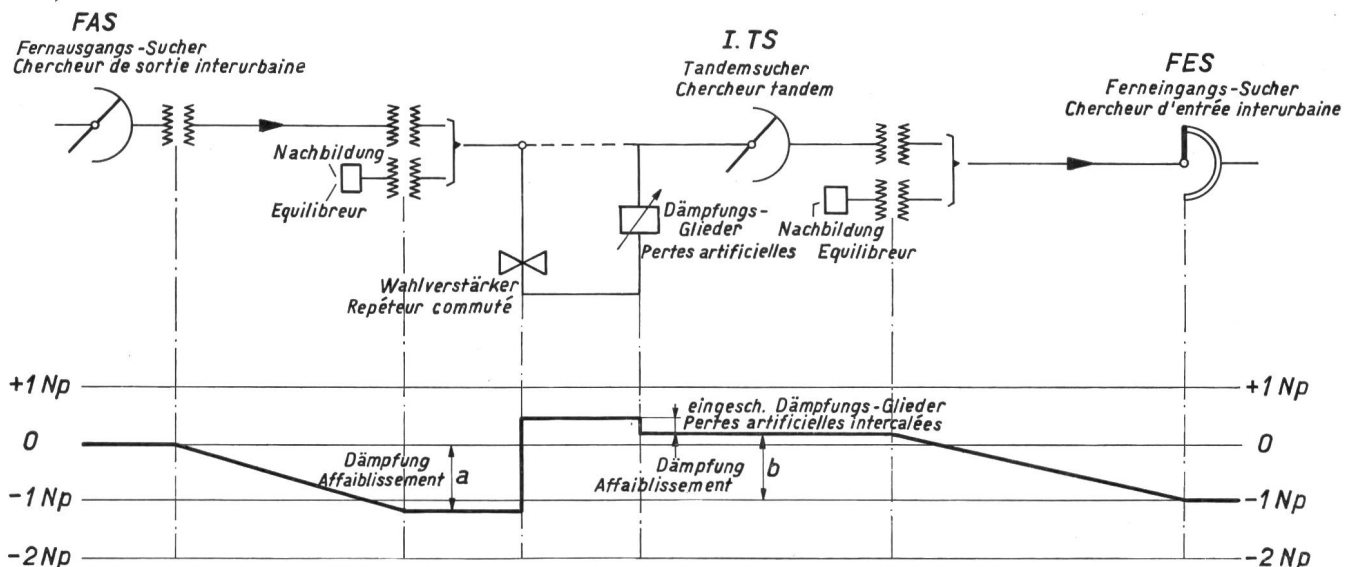 FAS
Fernausgangs-Sucher
Chercheur de sortie interurbaine
I. TS
Tandemsucher
Chercheur tandem
FES
Ferneingangs-Sucher
Chercheur d'entrée interurbaine
Nachbildung
Equilibreur
Dämpfungs-
Glieder
Pertes artificielles
Nachbildung
Equilibreur
Wahlverstärker
Repéteur commuté
+1 Np
+1 Np
eingesch. Dämpfungs-Glieder
Pertes artificielles intercalées
0
0
Dämpfung
Affaiblissement
a
Dämpfung
Affaiblissement
b
-1 Np
-1 Np
-2 Np
-2 Np